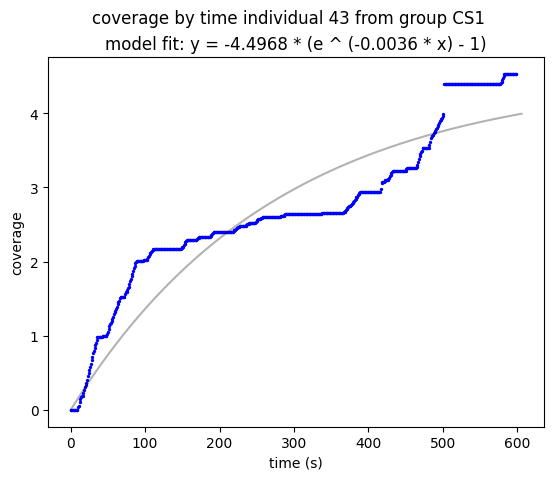 coverage by time individual 43 from group CS1
model fit: y = -4.4968 * (e ^ (-0.0036 * x) - 1)
4
3
2
1
0
coverage
0 100 200 300 400 500 600
time (s)